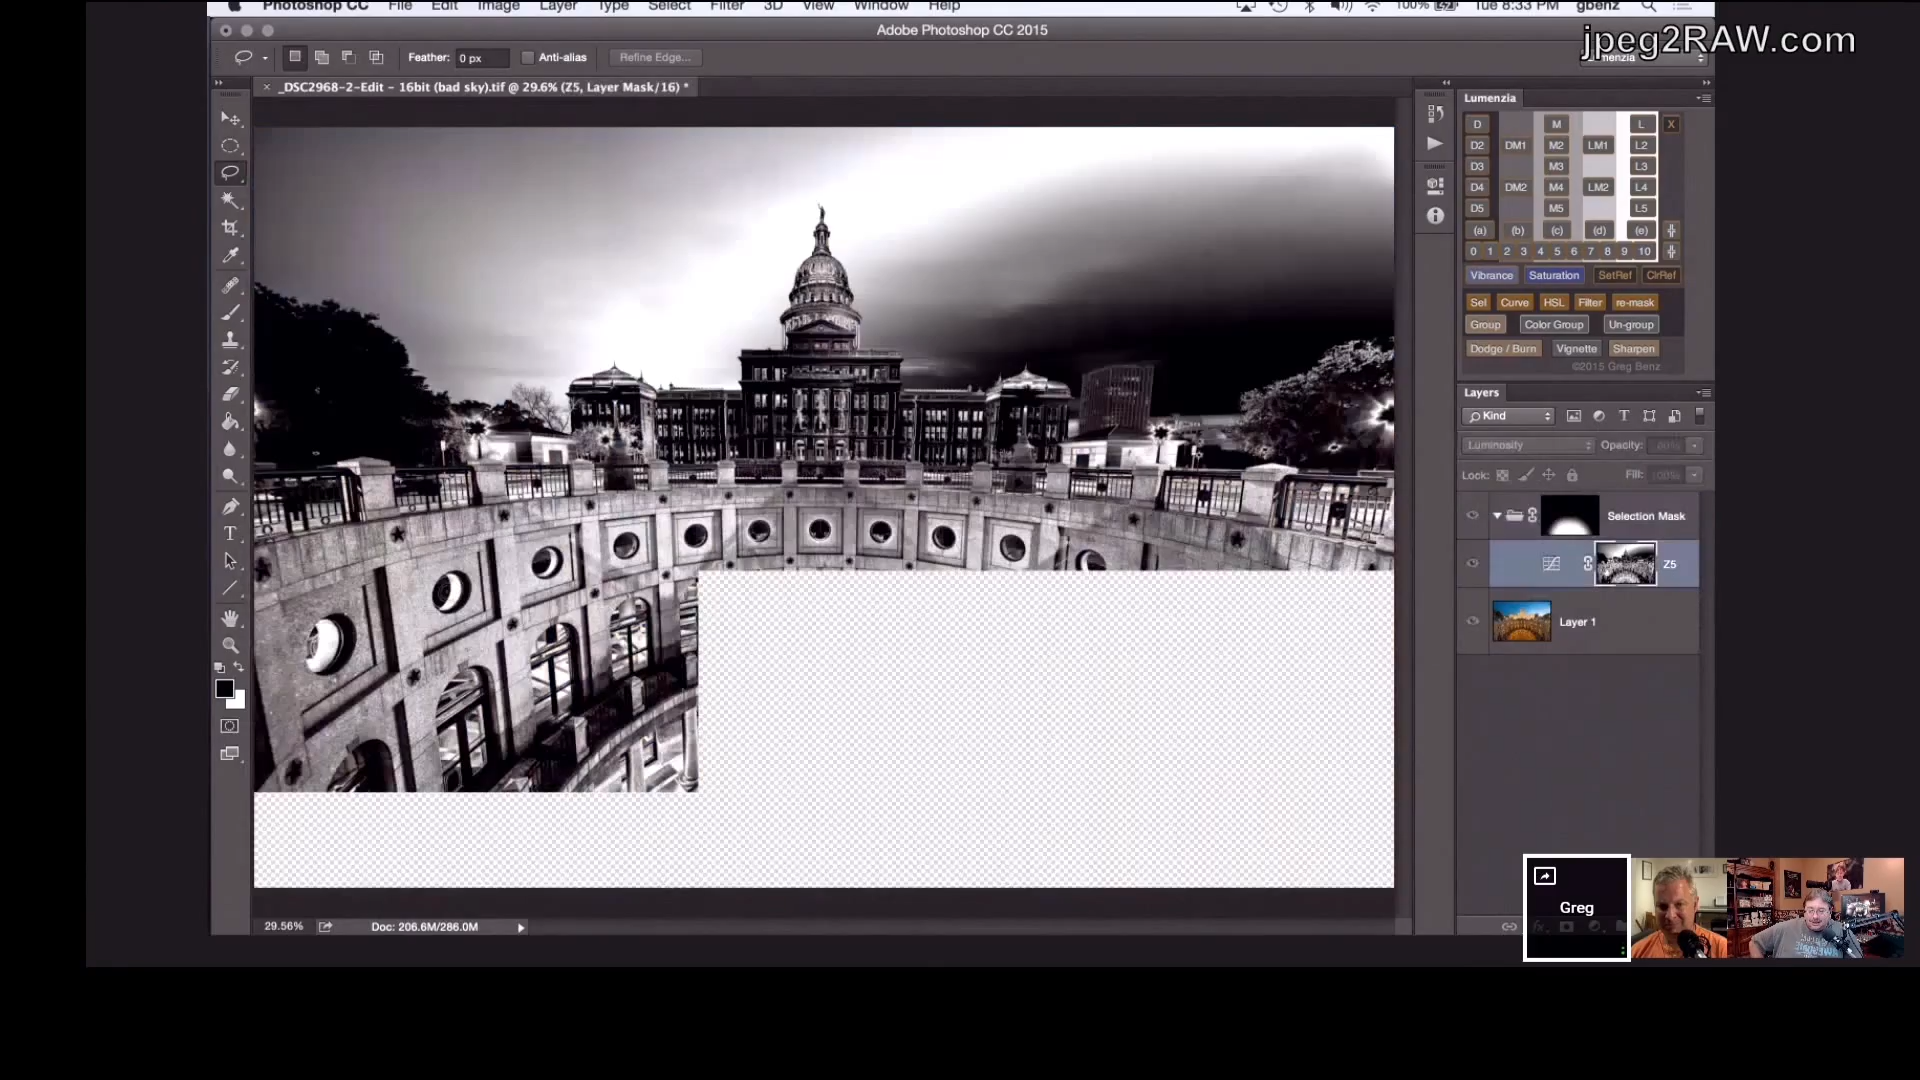 Photoshop CC File Edit Image Layer Type Select Filter 3D View Window Help 100% Tue 8:33 PM gbenz
Adobe Photoshop CC 2015
jpeg2RAW.com
Feather: 0 px Anti-alias Refine Edge...
_DSC2968-2-Edit - 16bit (bad sky).tif @ 29.6% (Z5, Layer Mask/16) *
Lumenzia
D M L X
D2 DM1 M2 LM1 L2
D3 M3 L3
D4 DM2 M4 LM2 L4
D5 M5 L5
(a) (b) (c) (d) (e)
0 1 2 3 4 5 6 7 8 9 10
Vibrance Saturation SetRef ClrRef
Sel Curve HSL Filter re-mask
Group Color Group Un-group
Dodge / Burn Vignette Sharpen
©2015 Greg Benz
Layers
Kind
Luminosity Opacity:
Lock: Fill: 100%
Selection Mask
Z5
Layer 1
Greg
29.56% Doc: 206.6M/286.0M